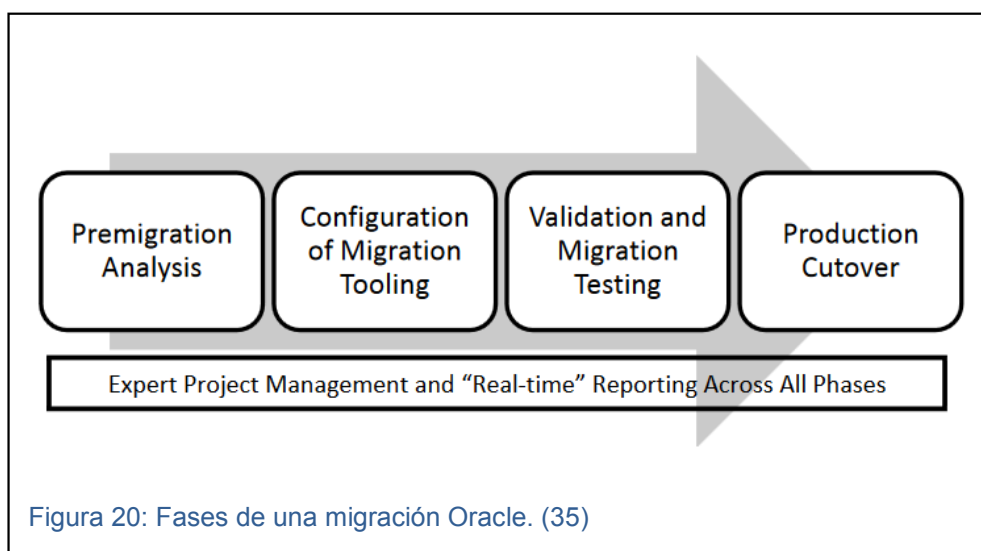 Premigration
Analysis
Configuration
of Migration
Tooling
Validation and
Migration
Testing
Production
Cutover
Expert Project Management and “Real-time” Reporting Across All Phases
Figura 20: Fases de una migración Oracle. (35)